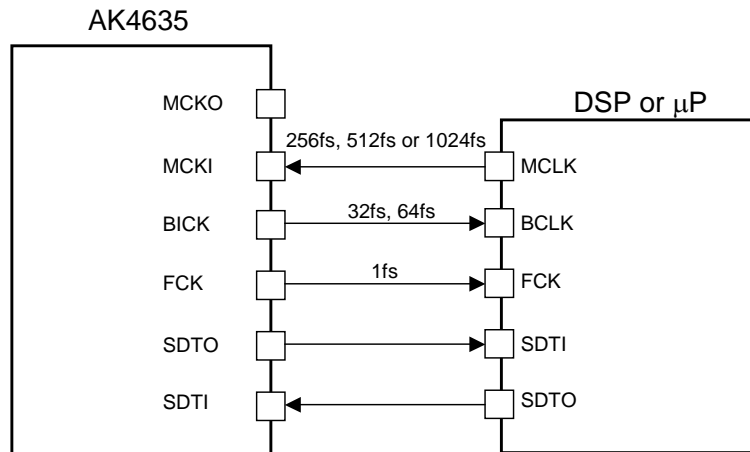 AK4635
DSP or μP
MCKO
256fs, 512fs or 1024fs
MCKI
MCLK
32fs, 64fs
BICK
BCLK
1fs
FCK
FCK
SDTO
SDTI
SDTI
SDTO